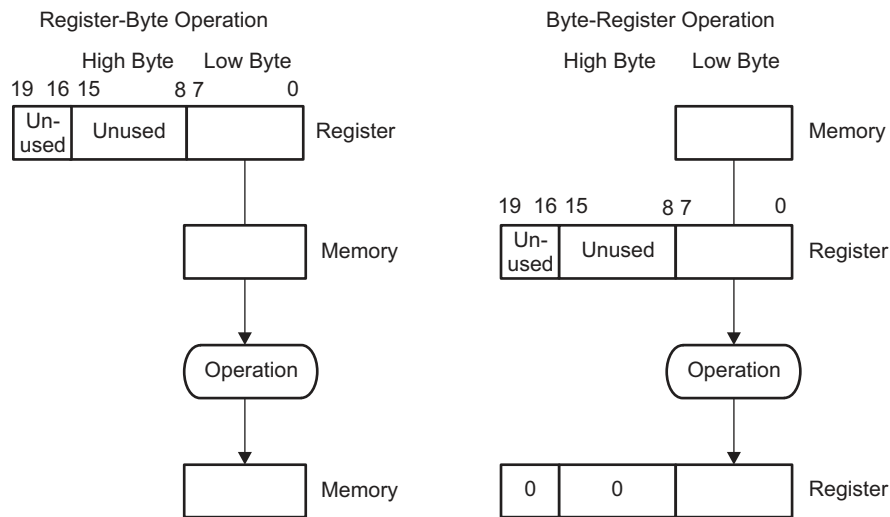 Register-Byte Operation
High Byte Low Byte
19 16 15 8 7 0
Un-
used
Unused
Register
Memory
Operation
Memory
Byte-Register Operation
High Byte Low Byte
Memory
19 16 15 8 7 0
Un-
used
Unused
Register
Operation
0 0
Register